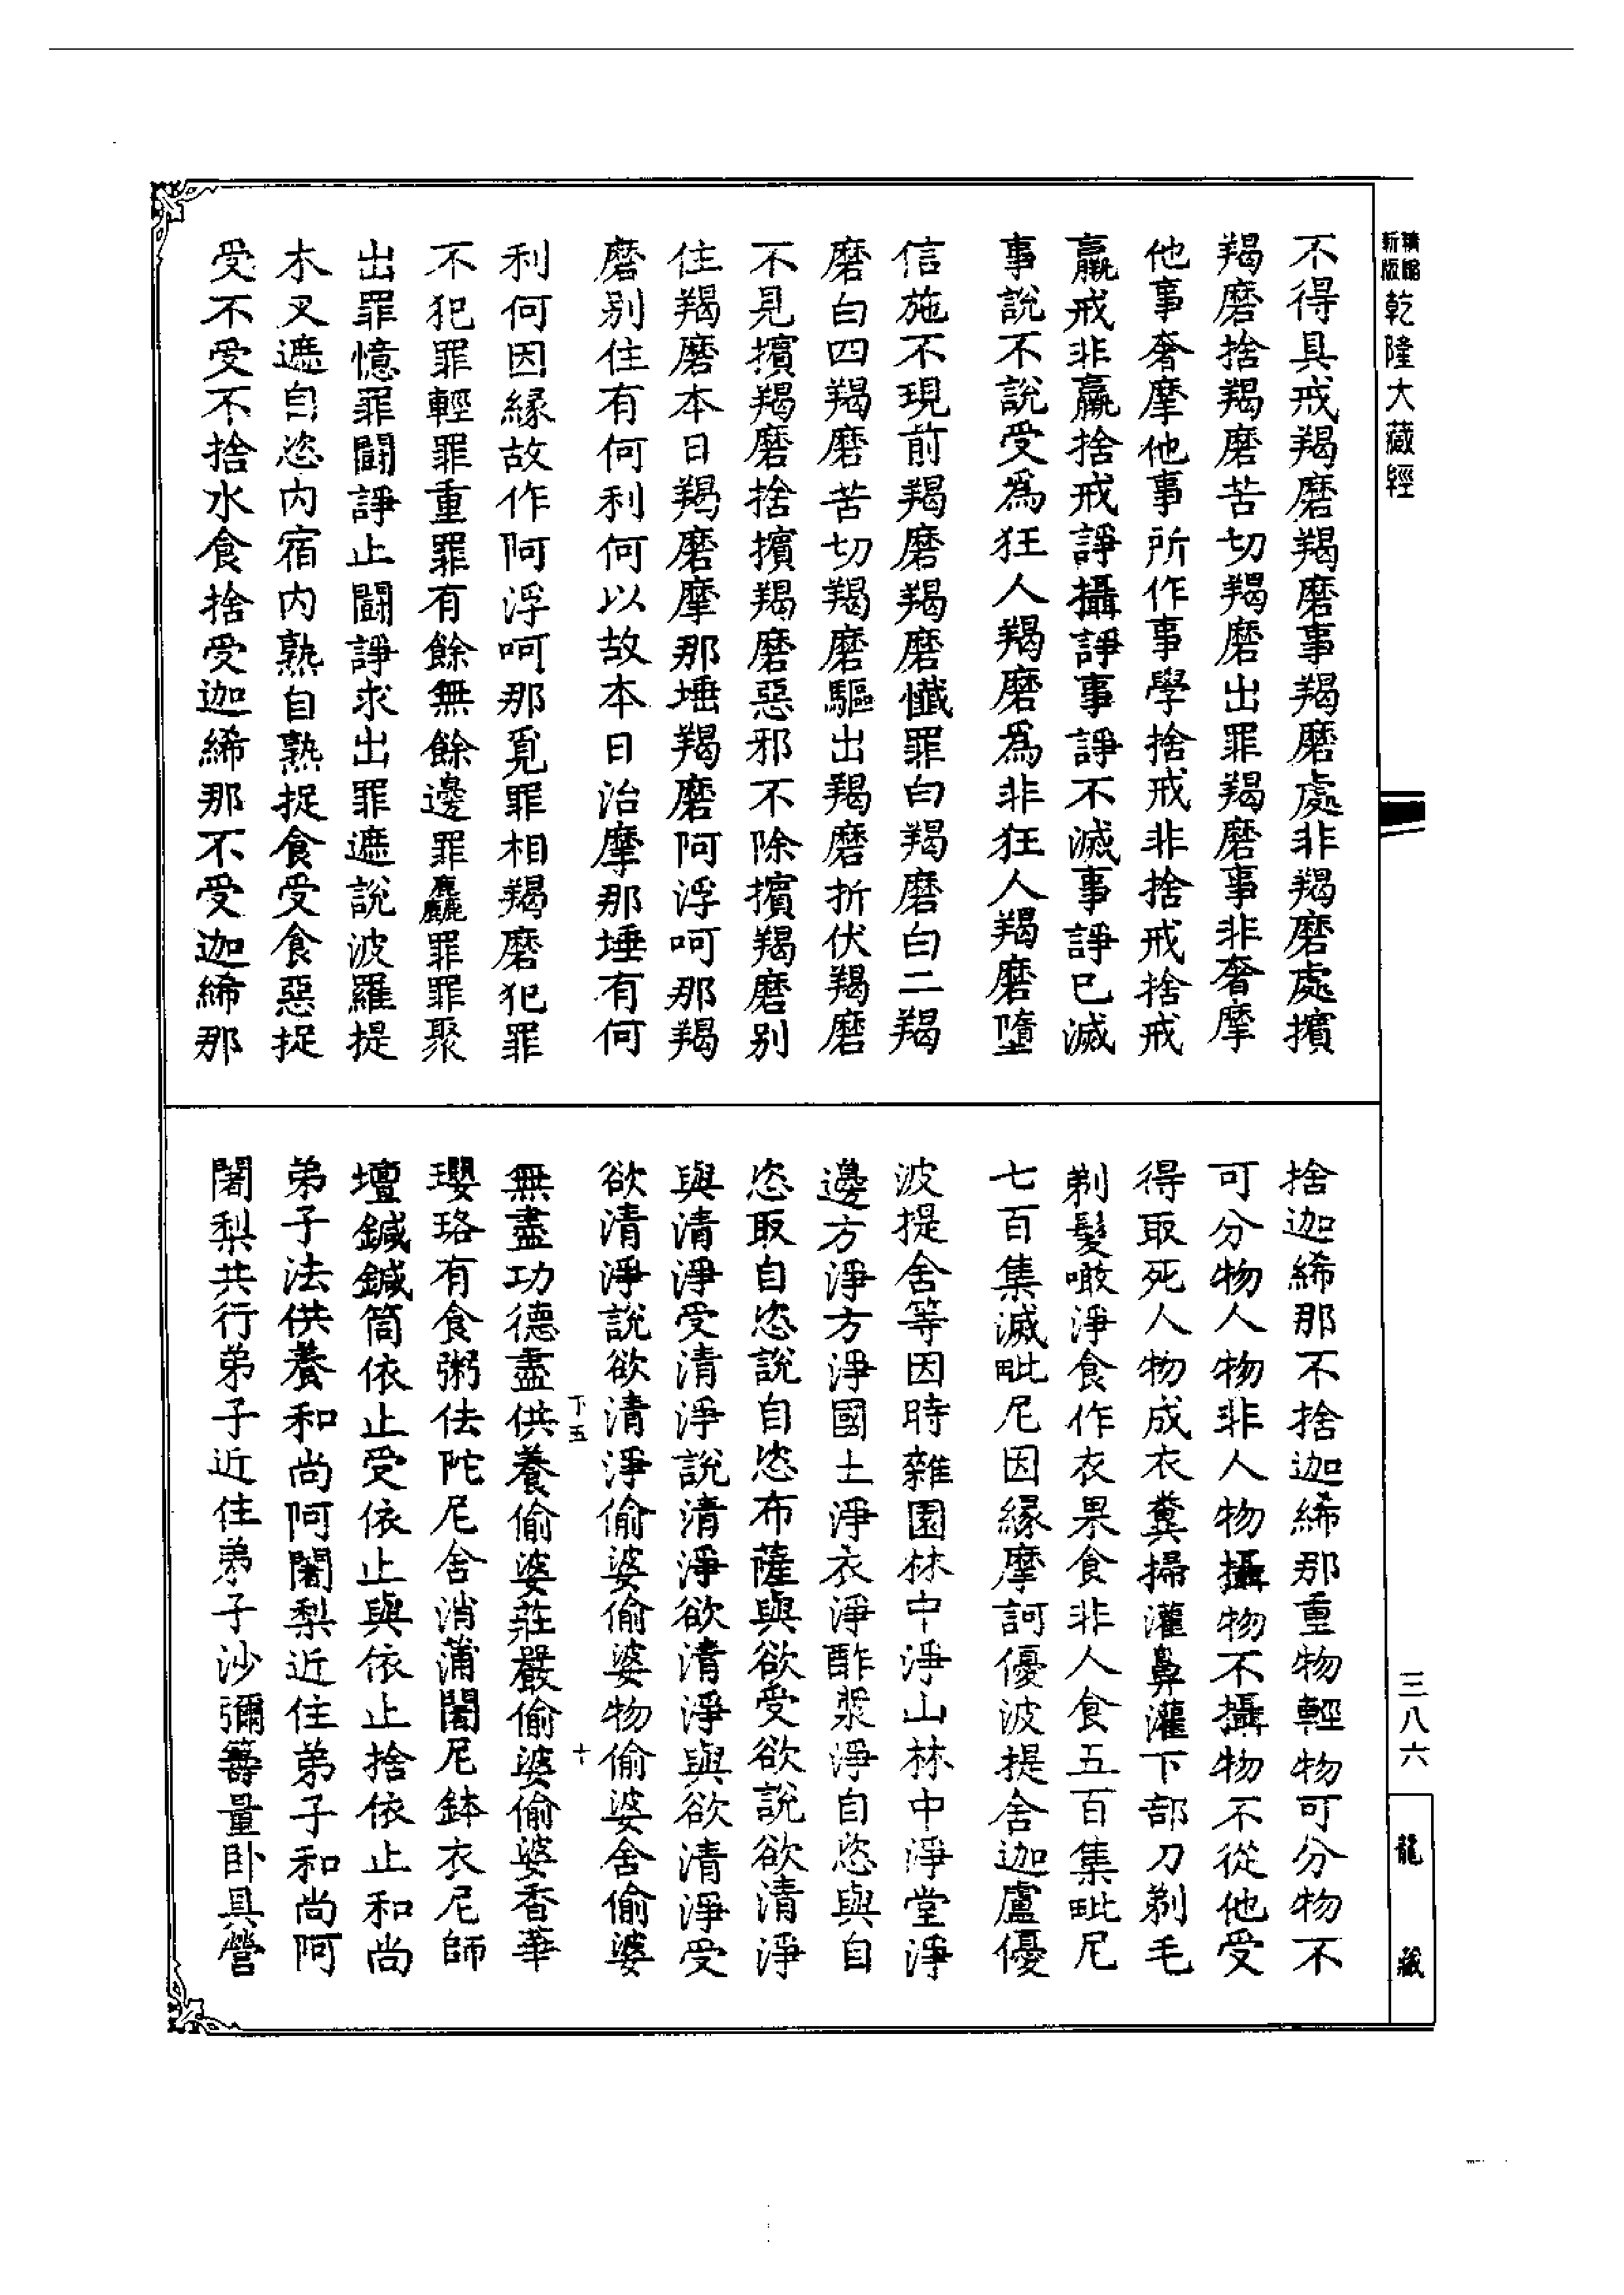 不得具戒羯磨羯磨事羯磨處非羯磨處擯
羯磨捨羯磨苦切羯磨出罪羯磨事非奢摩
他事奢摩他事所作事學捨戒非捨戒捨戒
羸戒非羸捨戒諍攝諍事諍不滅事諍已滅
事說不說受為狂人羯磨為非狂人羯磨墮
信施不現前羯磨羯磨懺罪白羯磨白二羯
磨白四羯磨苦切羯磨驅出羯磨折伏羯磨
不見擯羯磨捨擯羯磨惡邪不除擯羯磨別
住羯磨本日羯磨摩那埵羯磨阿浮呵那羯
磨別住有何利何以故本日治摩那埵有何
利何因緣故作阿浮呵那覓罪相羯磨犯罪
不犯罪輕罪重罪有餘無餘邊罪麤罪罪聚
出罪憶罪鬪諍止鬪諍求出罪遮說波羅提
木叉遮自恣內宿內熟自熟捉食受食惡捉
受不受不捨水食捨受迦絺那不受迦絺那
捨迦絺那不捨迦絺那重物輕物可分物不
可分物人物非人物攝物不攝物不從他受
得取死人物成衣糞掃灌鼻灌下部刀剃毛
剃髮噉淨食作衣果食非人食五百集毗尼
七百集滅毗尼因緣摩訶優波提舍迦盧優
波提舍等因時雜園林中淨山林中淨堂淨
邊方淨方淨國土淨衣淨酢漿淨自恣與自
恣取自恣說自恣布薩與欲受欲說欲清淨
與清淨受清淨說清淨欲清淨與欲清淨受
欲清淨說欲清淨偷婆偷婆物偷婆舍偷婆
無盡功德盡供養偷婆莊嚴偷婆偷婆香華
瓔珞有食粥佉陀尼舍消蒲闍尼鉢衣尼師
壇鍼鍼筒依止受依止與依止捨依止和尚
弟子法供養和尚阿闍梨近住弟子和尚阿
闍梨共行弟子近住弟子沙彌籌量臥具營
下五
十
新版
精縮
乾隆大藏經
三八六
龍藏